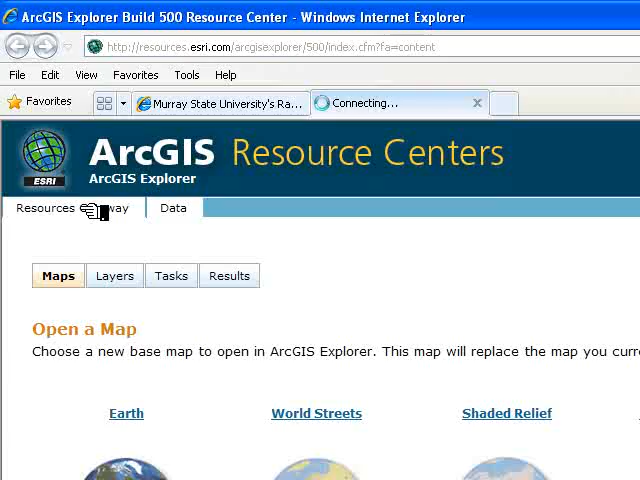 ArcGIS Explorer Build 500 Resource Center - Windows Internet Explorer
http://resources.esri.com/arcgisexplorer/500/index.cfm?fa=content
File Edit View Favorites Tools Help
Favorites Murray State University's Ra... Connecting...
ArcGIS Resource Centers
ArcGIS Explorer
ESRI
Resources Data
Maps Layers Tasks Results
Open a Map
Choose a new base map to open in ArcGIS Explorer. This map will replace the map you curre
Earth World Streets Shaded Relief